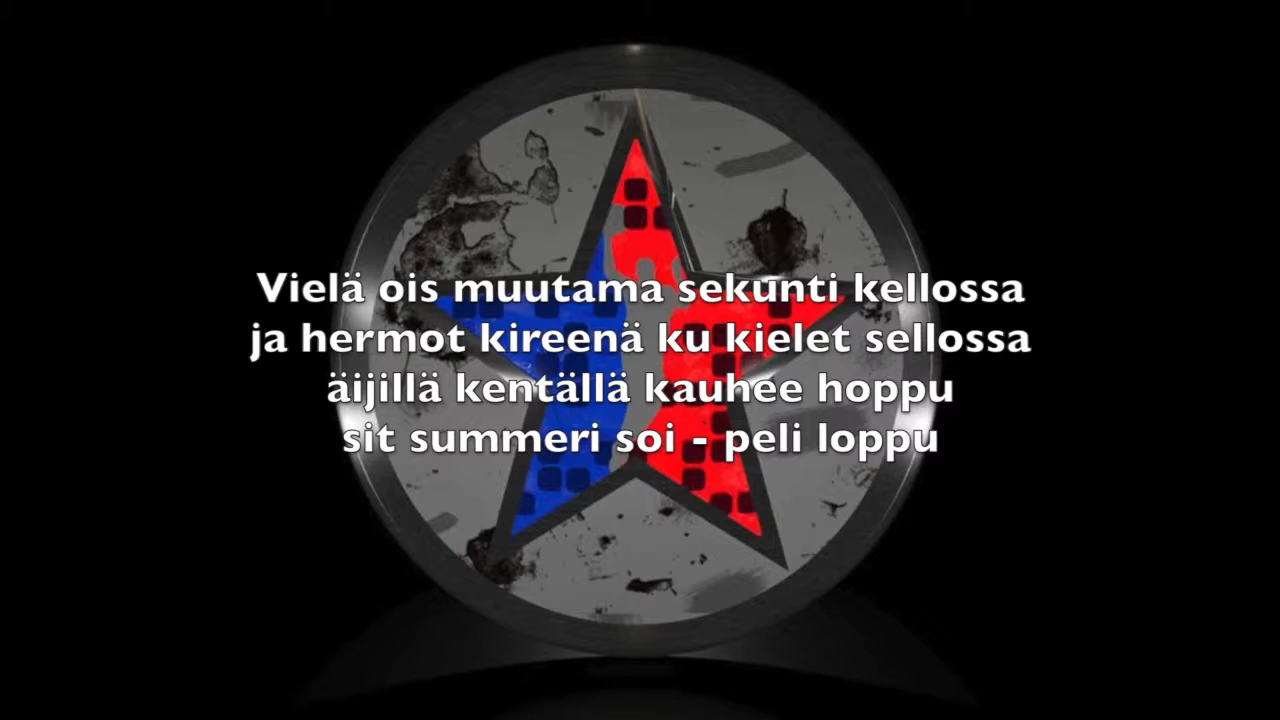 Vielä ois muutama sekunti kellossa
ja hermot kireenä ku kielet sellossa
äijillä kentällä kauhee hoppu
sit summeri soi - peli loppu